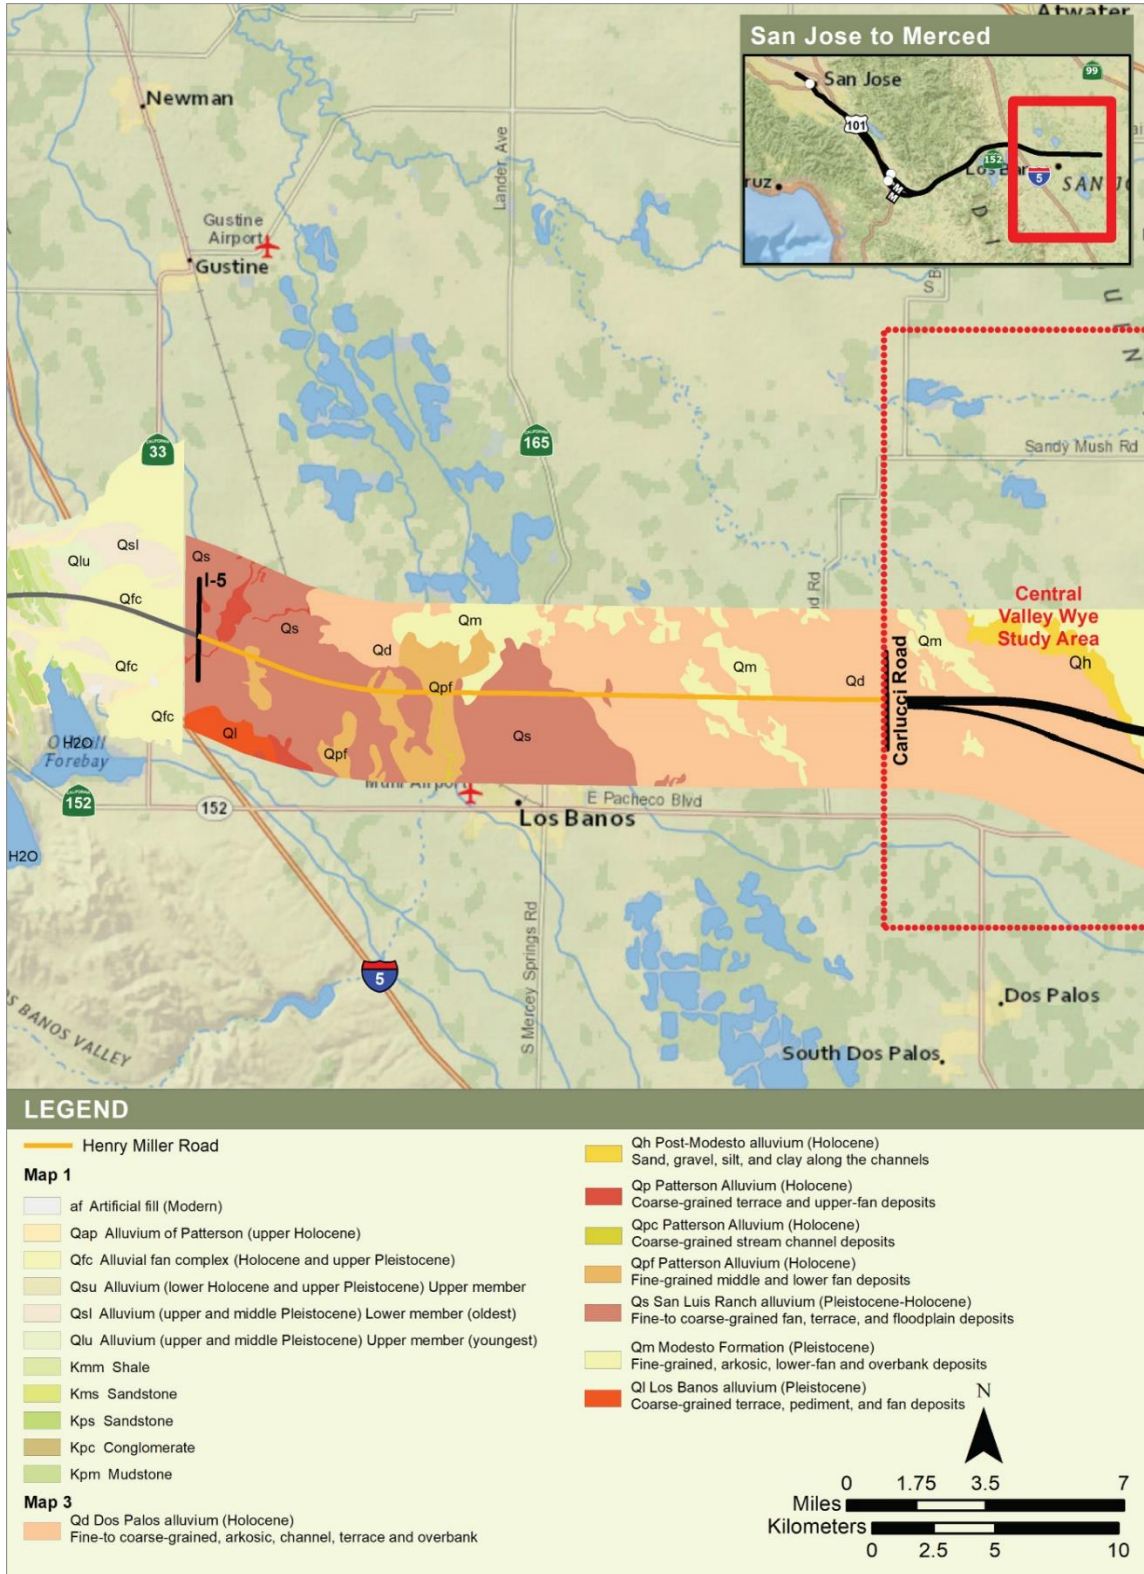 Atwater
San Jose to Merced
San Jose
99
101
152
Los Ban
5
SAN JO
ruz
D I
Newman
Lander Ave
Gustine
Airport
Gustine
S B
U I N
33
165
Sandy Mush Rd
Qsl
Qs
Qlu
I-5
Qfc
Qs
Qm
Rd
Central
Valley Wye
Study Area
Qd
Qm
Qm
Qh
Qfc
Qpf
Qd
Carlucci Road
Qfc
Ql
Qs
H2O
Forebay
Qpf
Airport
152
152
E Pacheco Blvd
Los Banos
H2O
S Mercey Springs Rd
5
S BANOS VALLEY
Dos Palos
South Dos Palos
LEGEND
Henry Miller Road
Map 1
af Artificial fill (Modern)
Qap Alluvium of Patterson (upper Holocene)
Qfc Alluvial fan complex (Holocene and upper Pleistocene)
Qsu Alluvium (lower Holocene and upper Pleistocene) Upper member
Qsl Alluvium (upper and middle Pleistocene) Lower member (oldest)
Qlu Alluvium (upper and middle Pleistocene) Upper member (youngest)
Kmm Shale
Kms Sandstone
Kps Sandstone
Kpc Conglomerate
Kpm Mudstone
Map 3
Qd Dos Palos alluvium (Holocene)
Fine-to coarse-grained, arkosic, channel, terrace and overbank
Qh Post-Modesto alluvium (Holocene)
Sand, gravel, silt, and clay along the channels
Qp Patterson Alluvium (Holocene)
Coarse-grained terrace and upper-fan deposits
Qpc Patterson Alluvium (Holocene)
Coarse-grained stream channel deposits
Qpf Patterson Alluvium (Holocene)
Fine-grained middle and lower fan deposits
Qs San Luis Ranch alluvium (Pleistocene-Holocene)
Fine-to coarse-grained fan, terrace, and floodplain deposits
Qm Modesto Formation (Pleistocene)
Fine-grained, arkosic, lower-fan and overbank deposits
Ql Los Banos alluvium (Pleistocene)
Coarse-grained terrace, pediment, and fan deposits
N
0 1.75 3.5 7
Miles
Kilometers
0 2.5 5 10